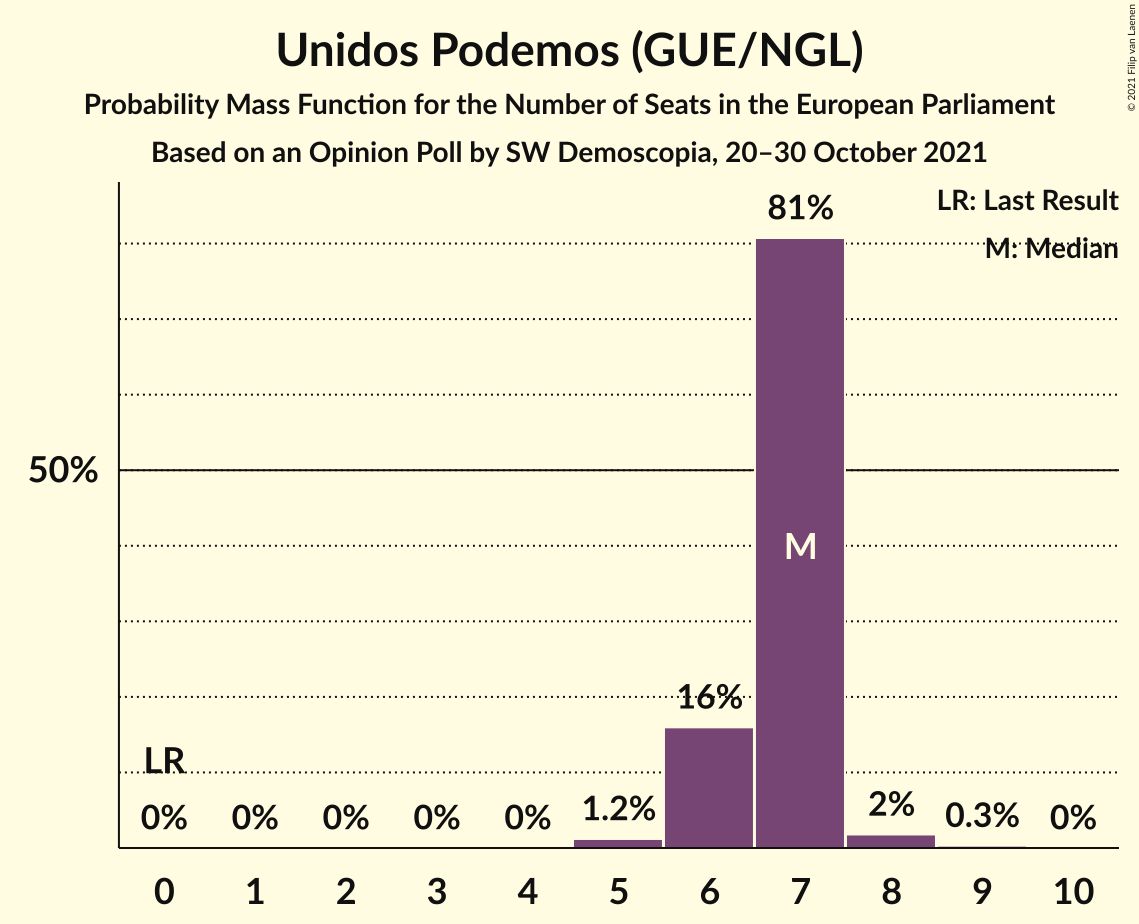 Unidos Podemos (GUE/NGL)
Probability Mass Function for the Number of Seats in the European Parliament
Based on an Opinion Poll by SW Demoscopia, 20–30 October 2021
© 2021 Filip van Laenen
LR: Last Result
M: Median
81%
50%
M
16%
LR
0% 0% 0% 0% 0% 1.2% 2% 0.3% 0%
0 1 2 3 4 5 6 7 8 9 10